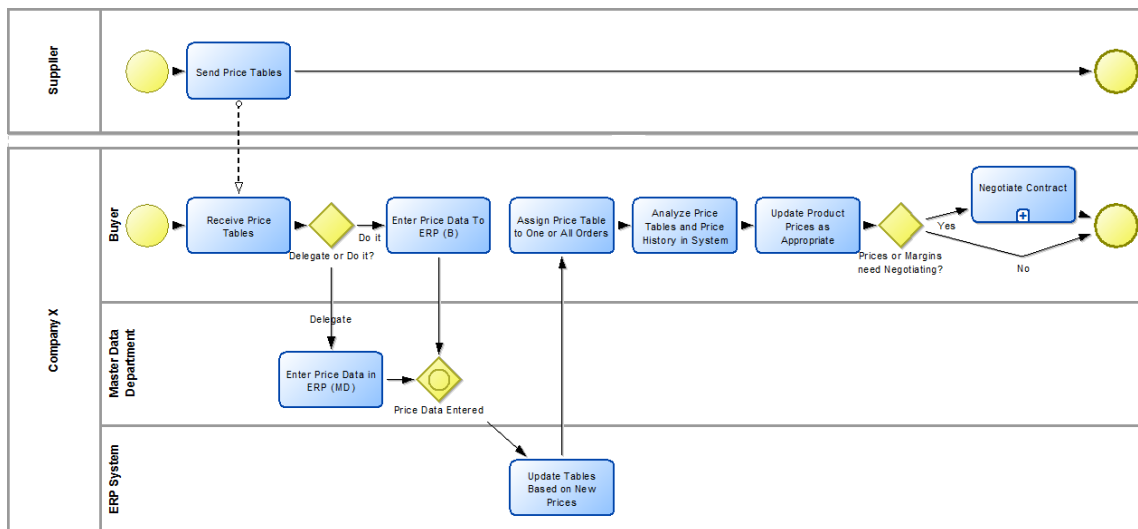 Supplier
Send Price Tables
Company X
Buyer
Receive Price
Tables
Delegate or Do it?
Do it
Enter Price Data To
ERP (B)
Assign Price Table
to One or All Orders
Analyze Price
Tables and Price
History in System
Update Product
Prices as
Appropriate
Prices or Margins
need Negotiating?
Yes
Negotiate Contract
No
Delegate
Master Data
Department
Enter Price Data in
ERP (MD)
Price Data Entered
ERP System
Update Tables
Based on New
Prices